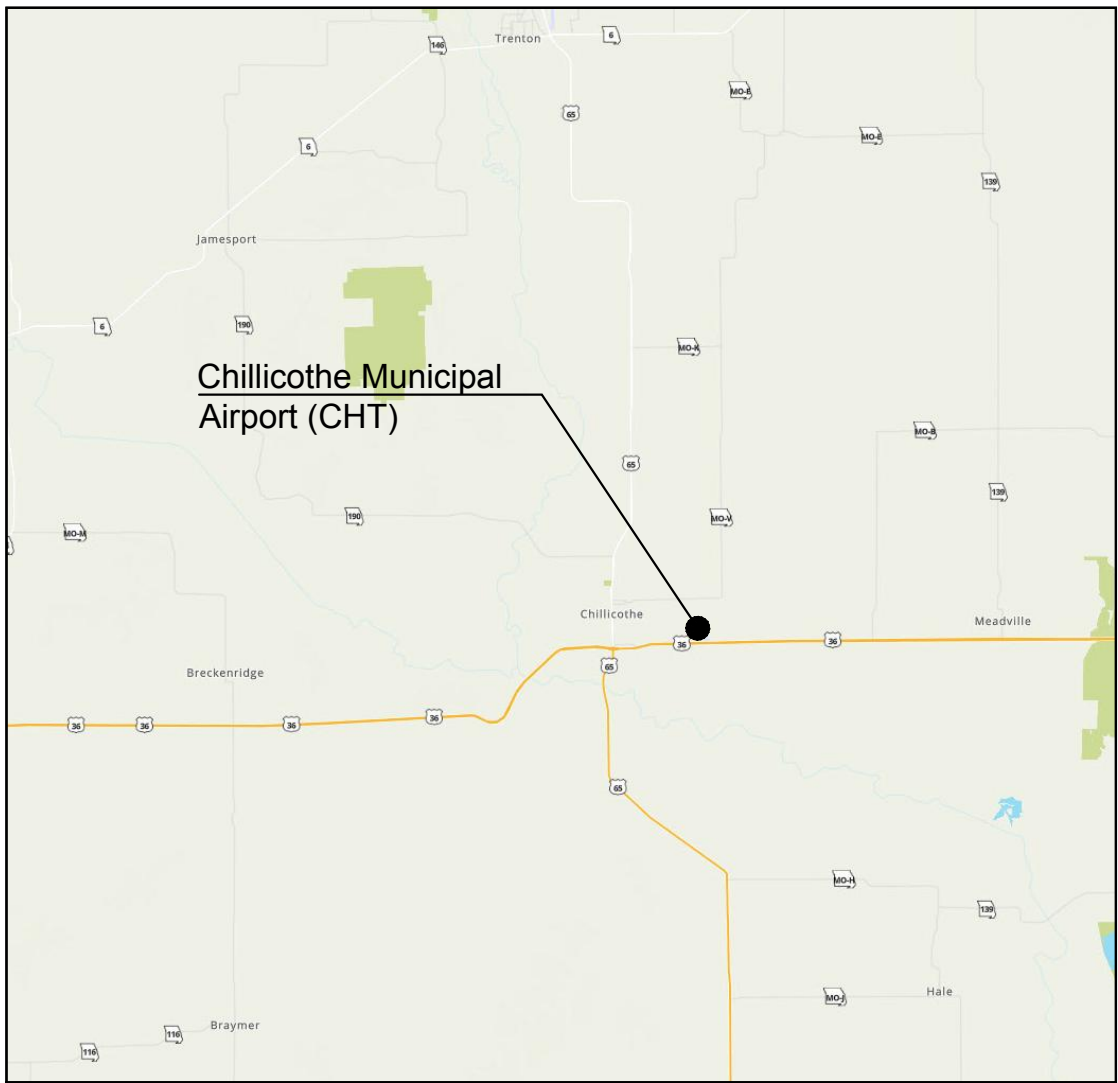 Trenton
6
146
65
MO-E
6
MO-E
139
Jamesport
190
6
MO-K
Chillicothe Municipal
Airport (CHT)
MO-B
65
139
190
MO-V
MO-M
Chillicothe
Meadville
36
36
65
Breckenridge
36
36
36
36
65
MO-H
139
Hale
MO-J
Braymer
116
116